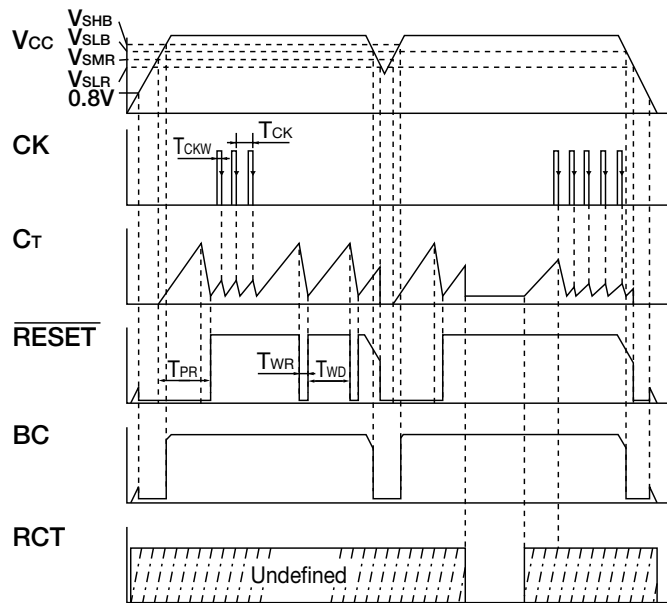 VSHB
VSLB
VCC
VSMR
VSLR
0.8V
CK
TCKW
TCK
CT
RESET
TPR
TWR
TWD
BC
RCT
Undefined